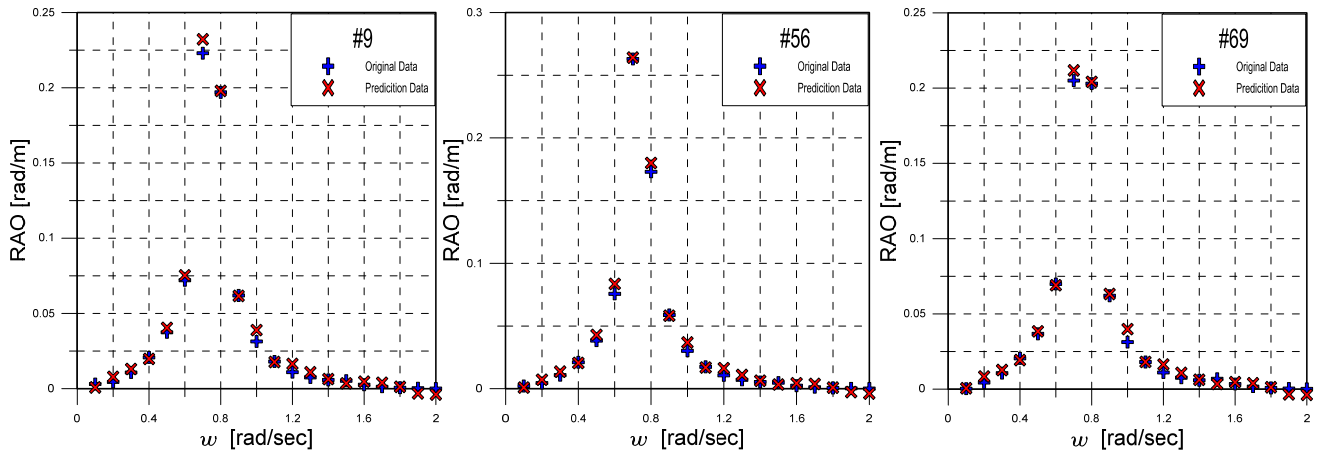 #9
Original Data
Predicition Data
0.25
0.2
0.15
0.1
0.05
0
RAO [rad/m]
0 0.4 0.8 1.2 1.6 2
w [rad/sec]
#56
Original Data
Predicition Data
0.3
0.2
0.1
0
RAO [rad/m]
0 0.4 0.8 1.2 1.6 2
w [rad/sec]
#69
Original Data
Predicition Data
0.25
0.2
0.15
0.1
0.05
0
RAO [rad/m]
0 0.4 0.8 1.2 1.6 2
w [rad/sec]